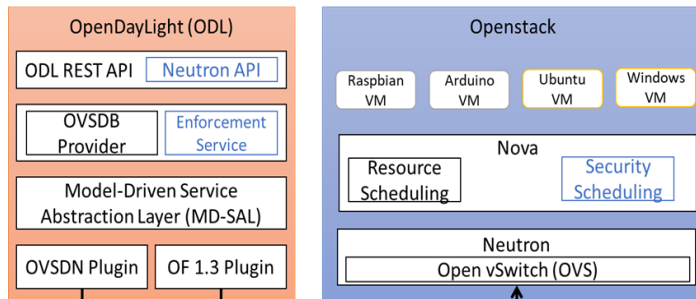 OpenDayLight (ODL)
ODL REST API
Neutron API
OVSDB
Provider
Enforcement
Service
Model-Driven Service
Abstraction Layer (MD-SAL)
OVSDN Plugin
OF 1.3 Plugin
Openstack
Raspbian
VM
Arduino
VM
Ubuntu
VM
Windows
VM
Nova
Resource
Scheduling
Security
Scheduling
Neutron
Open vSwitch (OVS)